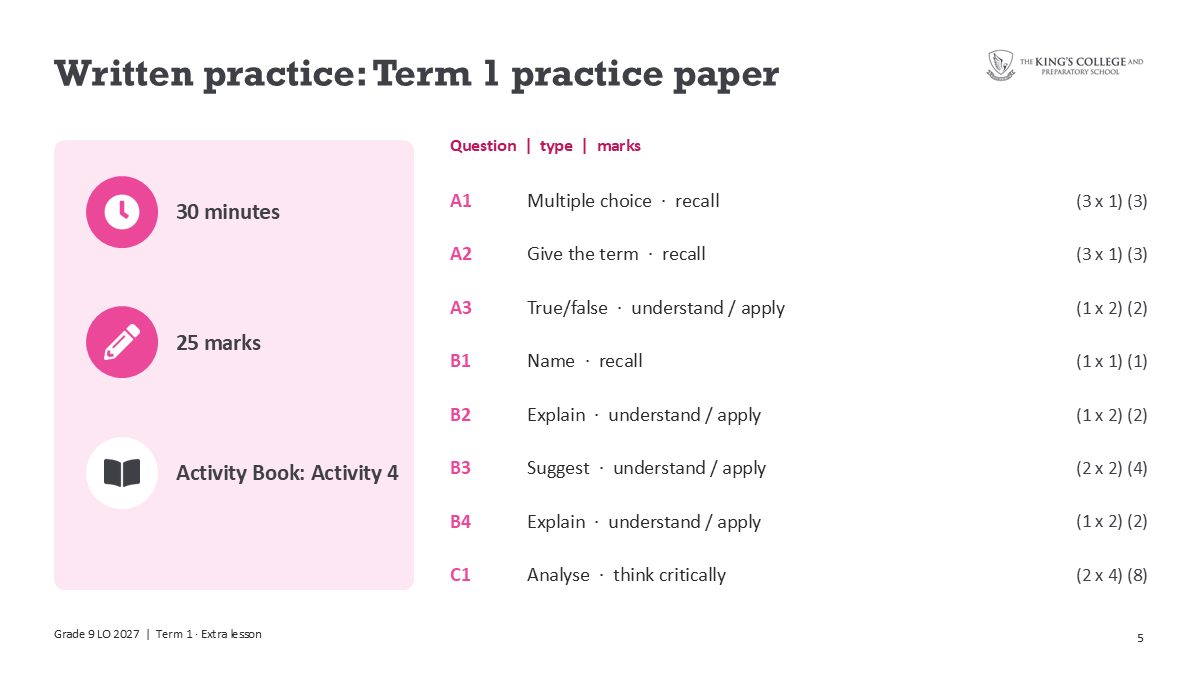 Written practice: Term 1 practice paper
THE KING'S COLLEGE AND
PREPARATORY SCHOOL
30 minutes
25 marks
Activity Book: Activity 4
Question | type | marks
A1 Multiple choice · recall (3 x 1) (3)
A2 Give the term · recall (3 x 1) (3)
A3 True/false · understand / apply (1 x 2) (2)
B1 Name · recall (1 x 1) (1)
B2 Explain · understand / apply (1 x 2) (2)
B3 Suggest · understand / apply (2 x 2) (4)
B4 Explain · understand / apply (1 x 2) (2)
C1 Analyse · think critically (2 x 4) (8)
Grade 9 LO 2027 | Term 1 · Extra lesson
5